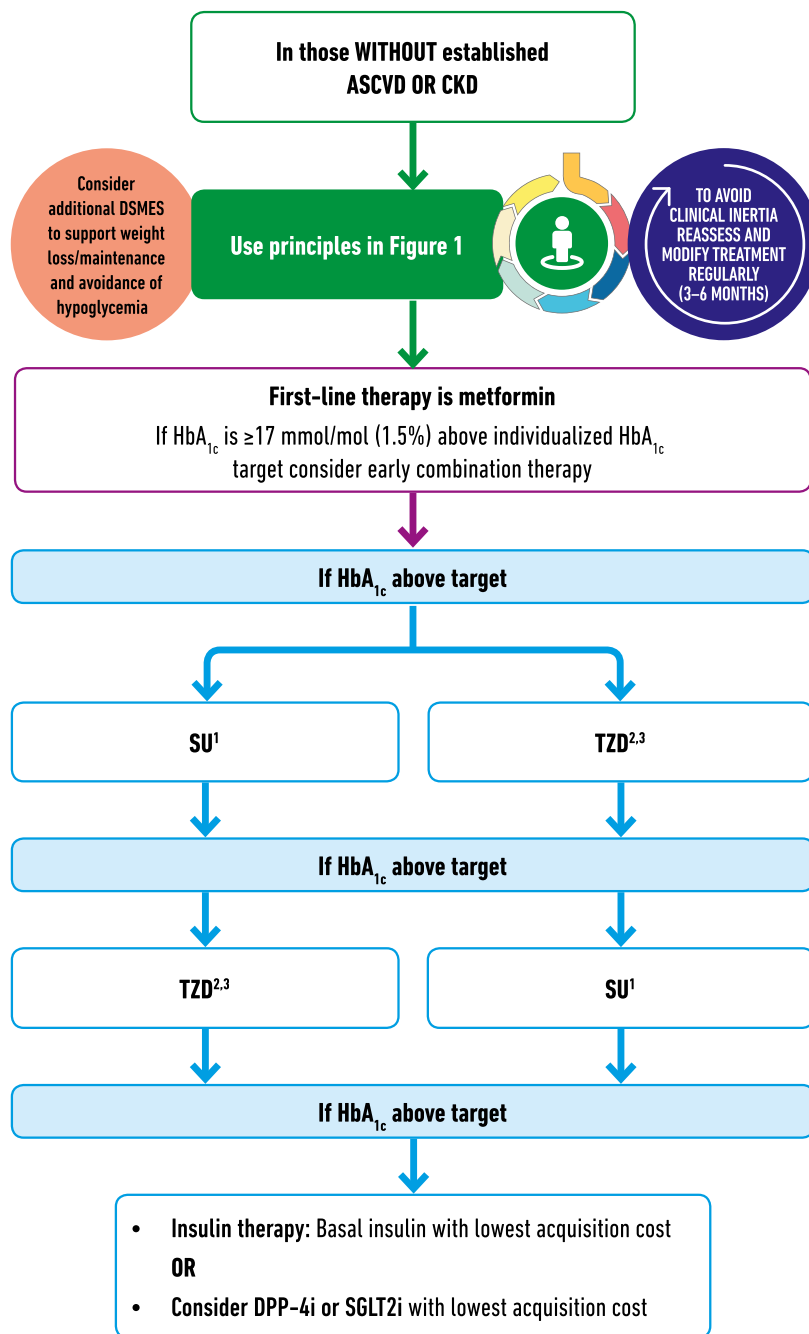 In those WITHOUT established
ASCVD OR CKD
Consider
additional DSMES
to support weight
loss/maintenance
and avoidance of
hypoglycemia
Use principles in Figure 1
TO AVOID
CLINICAL INERTIA
REASSESS AND
MODIFY TREATMENT
REGULARLY
(3–6 MONTHS)
First-line therapy is metformin
If HbA1c is ≥17 mmol/mol (1.5%) above individualized HbA1c
target consider early combination therapy
If HbA1c above target
SU1
TZD2,3
If HbA1c above target
TZD2,3
SU1
If HbA1c above target
• Insulin therapy: Basal insulin with lowest acquisition cost
OR
• Consider DPP-4i or SGLT2i with lowest acquisition cost